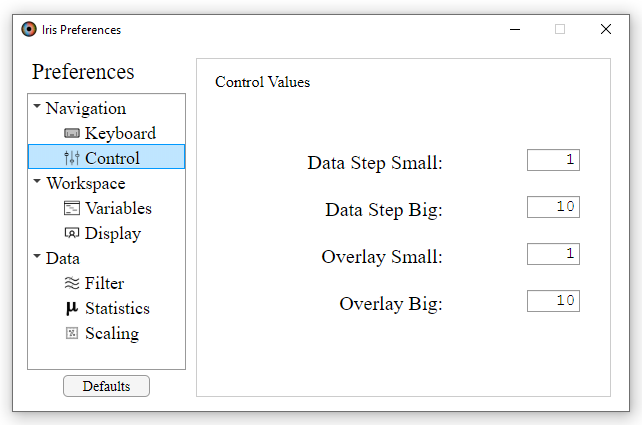 Iris Preferences
Preferences
Navigation
Keyboard
Control
Workspace
Variables
Display
Data
Filter
µ Statistics
Scaling
Defaults
Control Values
Data Step Small: 1
Data Step Big: 10
Overlay Small: 1
Overlay Big: 10